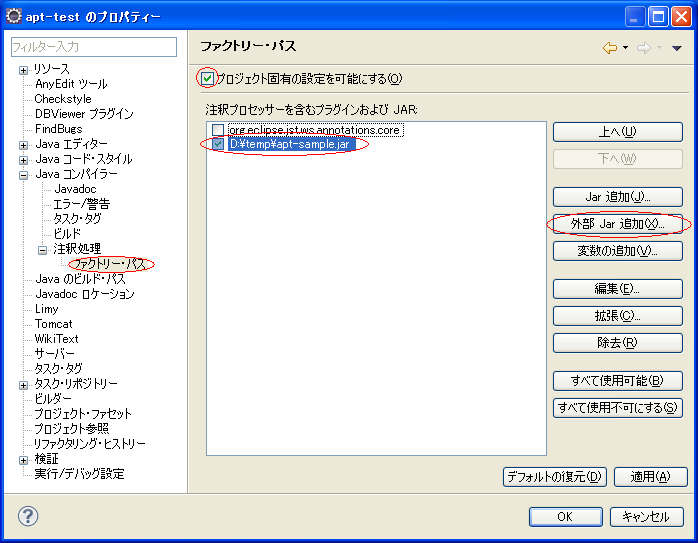 apt-test のプロパティー
フィルター入力
リソース
AnyEdit ツール
Checkstyle
DBViewer プラグイン
FindBugs
Java エディター
Java コード・スタイル
Java コンパイラー
Javadoc
エラー/警告
タスク・タグ
ビルド
注釈処理
ファクトリー・パス
Java のビルド・パス
Javadoc ロケーション
Limy
Tomcat
WikiText
サーバー
タスク・タグ
タスク・リポジトリー
ビルダー
プロジェクト・ファセット
プロジェクト参照
リファクタリング・ヒストリー
検証
実行/デバッグ設定
ファクトリー・パス
プロジェクト固有の設定を可能にする(O)
注釈プロセッサーを含むプラグインおよび JAR:
org.eclipse.jst.ws.annotations.core
D:¥temp¥apt-sample.jar
上へ(U)
下へ(W)
Jar 追加(J)...
外部 Jar 追加(X)...
変数の追加(V)...
編集(E)...
拡張(C)...
除去(R)
すべて使用可能(B)
すべて使用不可にする(S)
デフォルトの復元(D)
適用(A)
OK
キャンセル